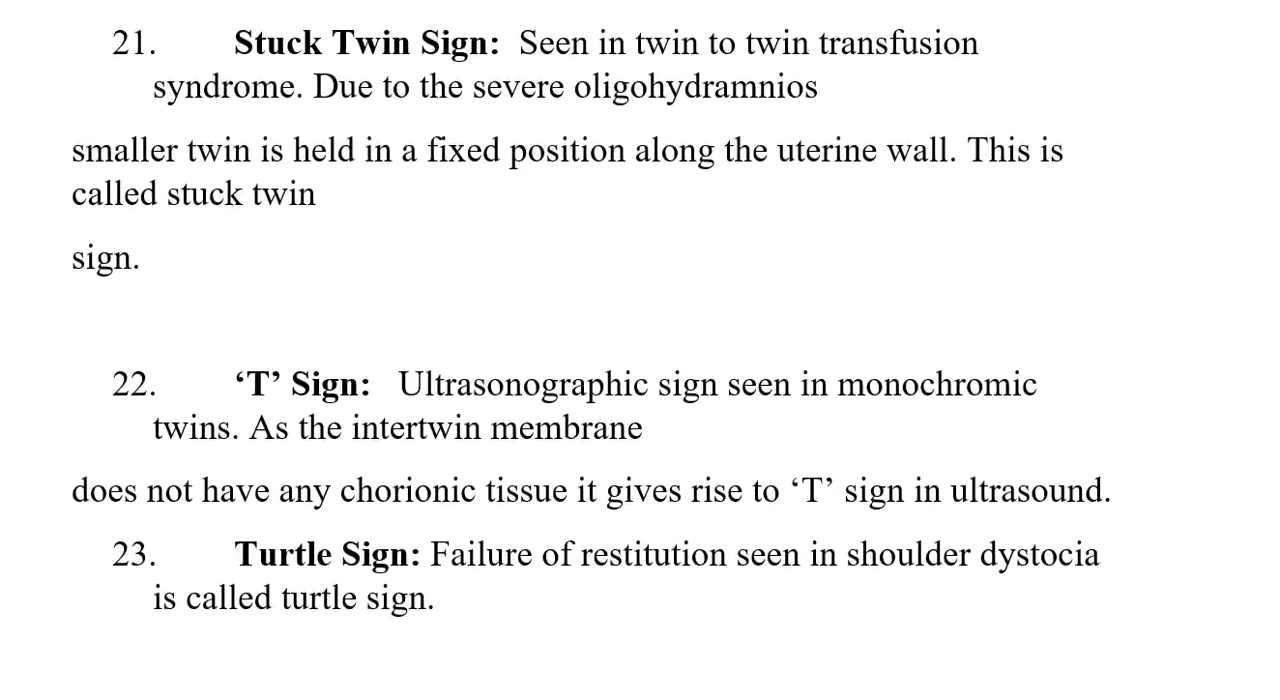 21. Stuck Twin Sign: Seen in twin to twin transfusion
syndrome. Due to the severe oligohydramnios
smaller twin is held in a fixed position along the uterine wall. This is
called stuck twin
sign.
22. ‘T’ Sign: Ultrasonographic sign seen in monochromic
twins. As the intertwin membrane
does not have any chorionic tissue it gives rise to ‘T’ sign in ultrasound.
23. Turtle Sign: Failure of restitution seen in shoulder dystocia
is called turtle sign.